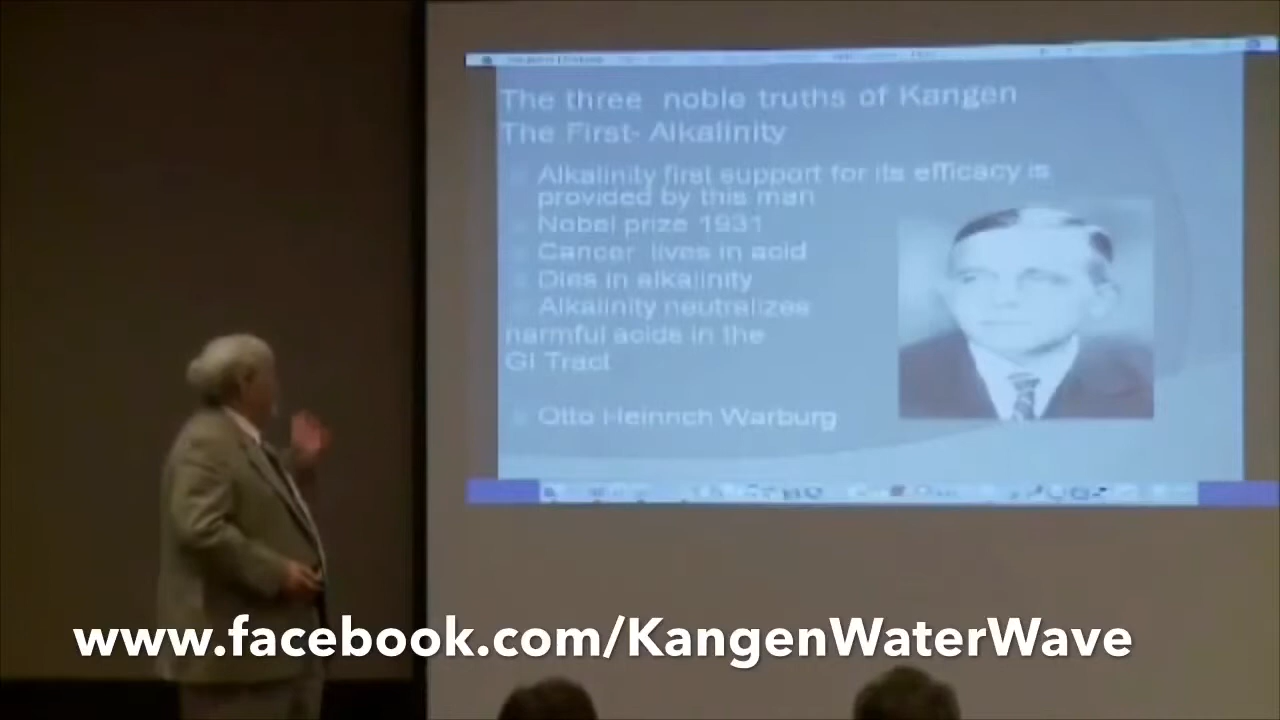 The three noble truths of Kangen
The First- Alkalinity
Alkalinity first support for its efficacy is
provided by this man
Nobel prize 1931
Cancer lives in acid
Dies in alkalinity
Alkalinity neutralizes
harmful acids in the
GI Tract
Otto Heinrich Warburg
www.facebook.com/KangenWaterWave